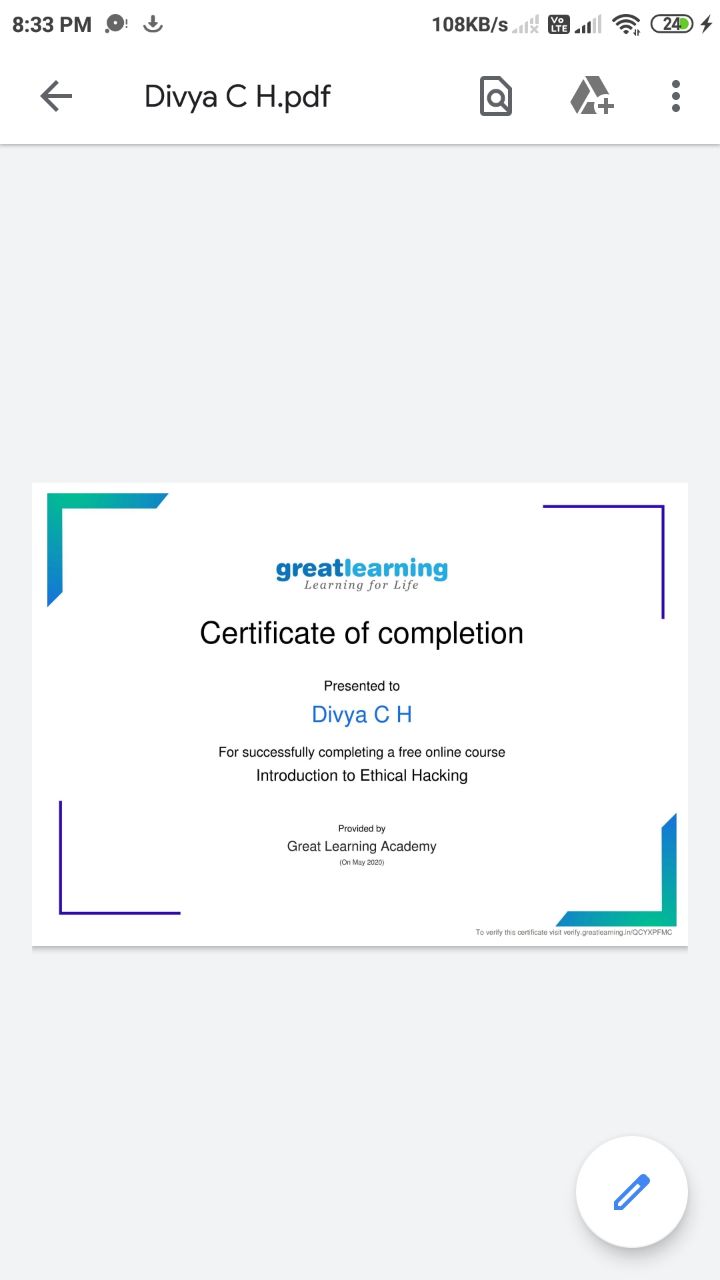 8:33 PM
108KB/s
Vo
LTE
24
Divya C H.pdf
greatlearning
Learning for Life
Certificate of completion
Presented to
Divya C H
For successfully completing a free online course
Introduction to Ethical Hacking
Provided by
Great Learning Academy
(On May 2020)
To verify this certificate visit verify.greatlearning.in/QCYXPFMC